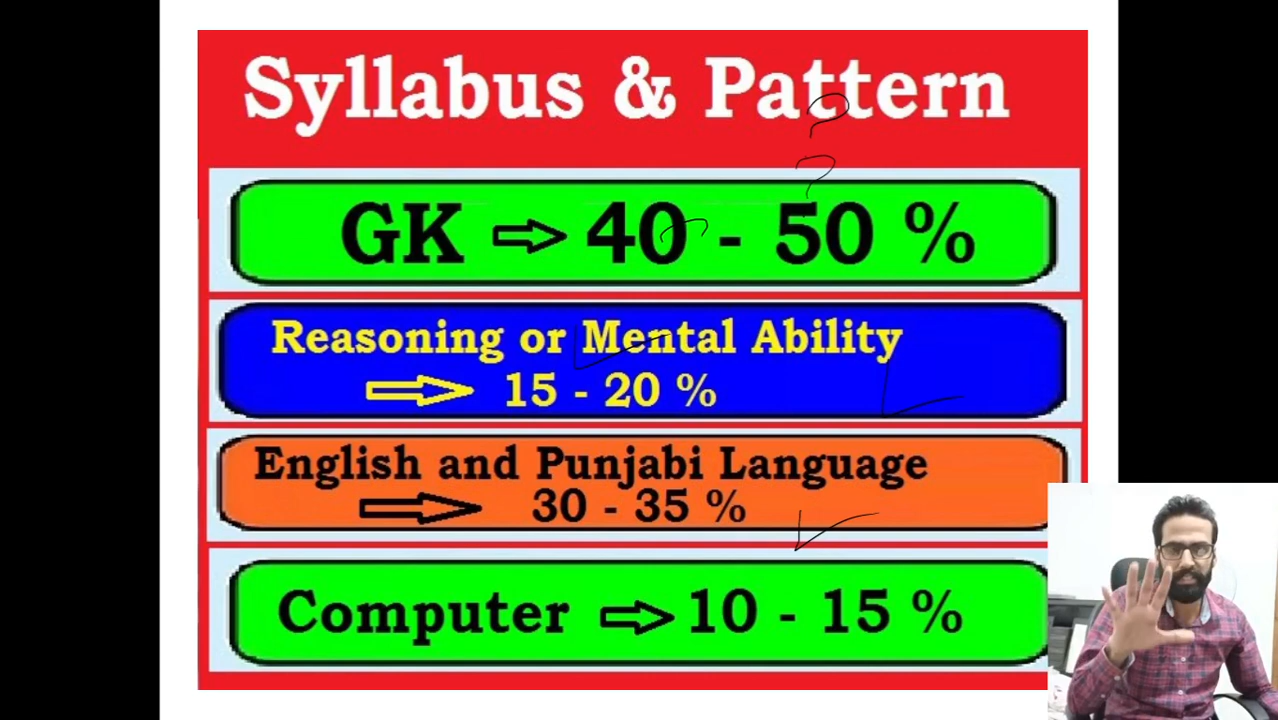 Syllabus & Pattern
GK ⇨ 40 - 50 %
Reasoning or Mental Ability
⇨ 15 - 20 %
English and Punjabi Language
⇨ 30 - 35 %
Computer ⇨ 10 - 15 %